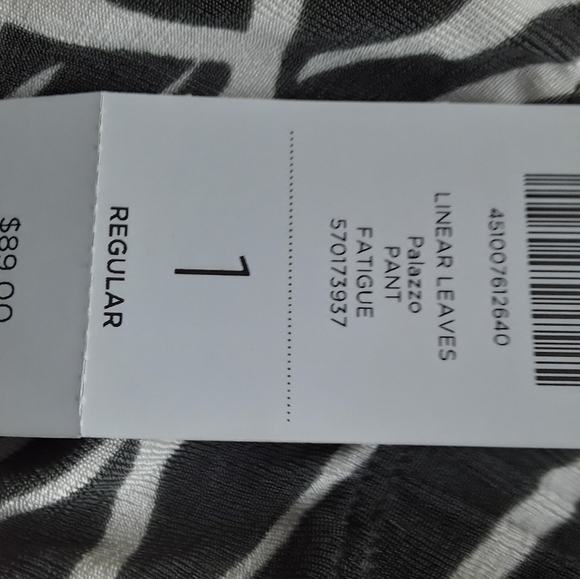 451007612640
LINEAR LEAVES
Palazzo
PANT
FATIGUE
570173937
1
REGULAR
$89.00